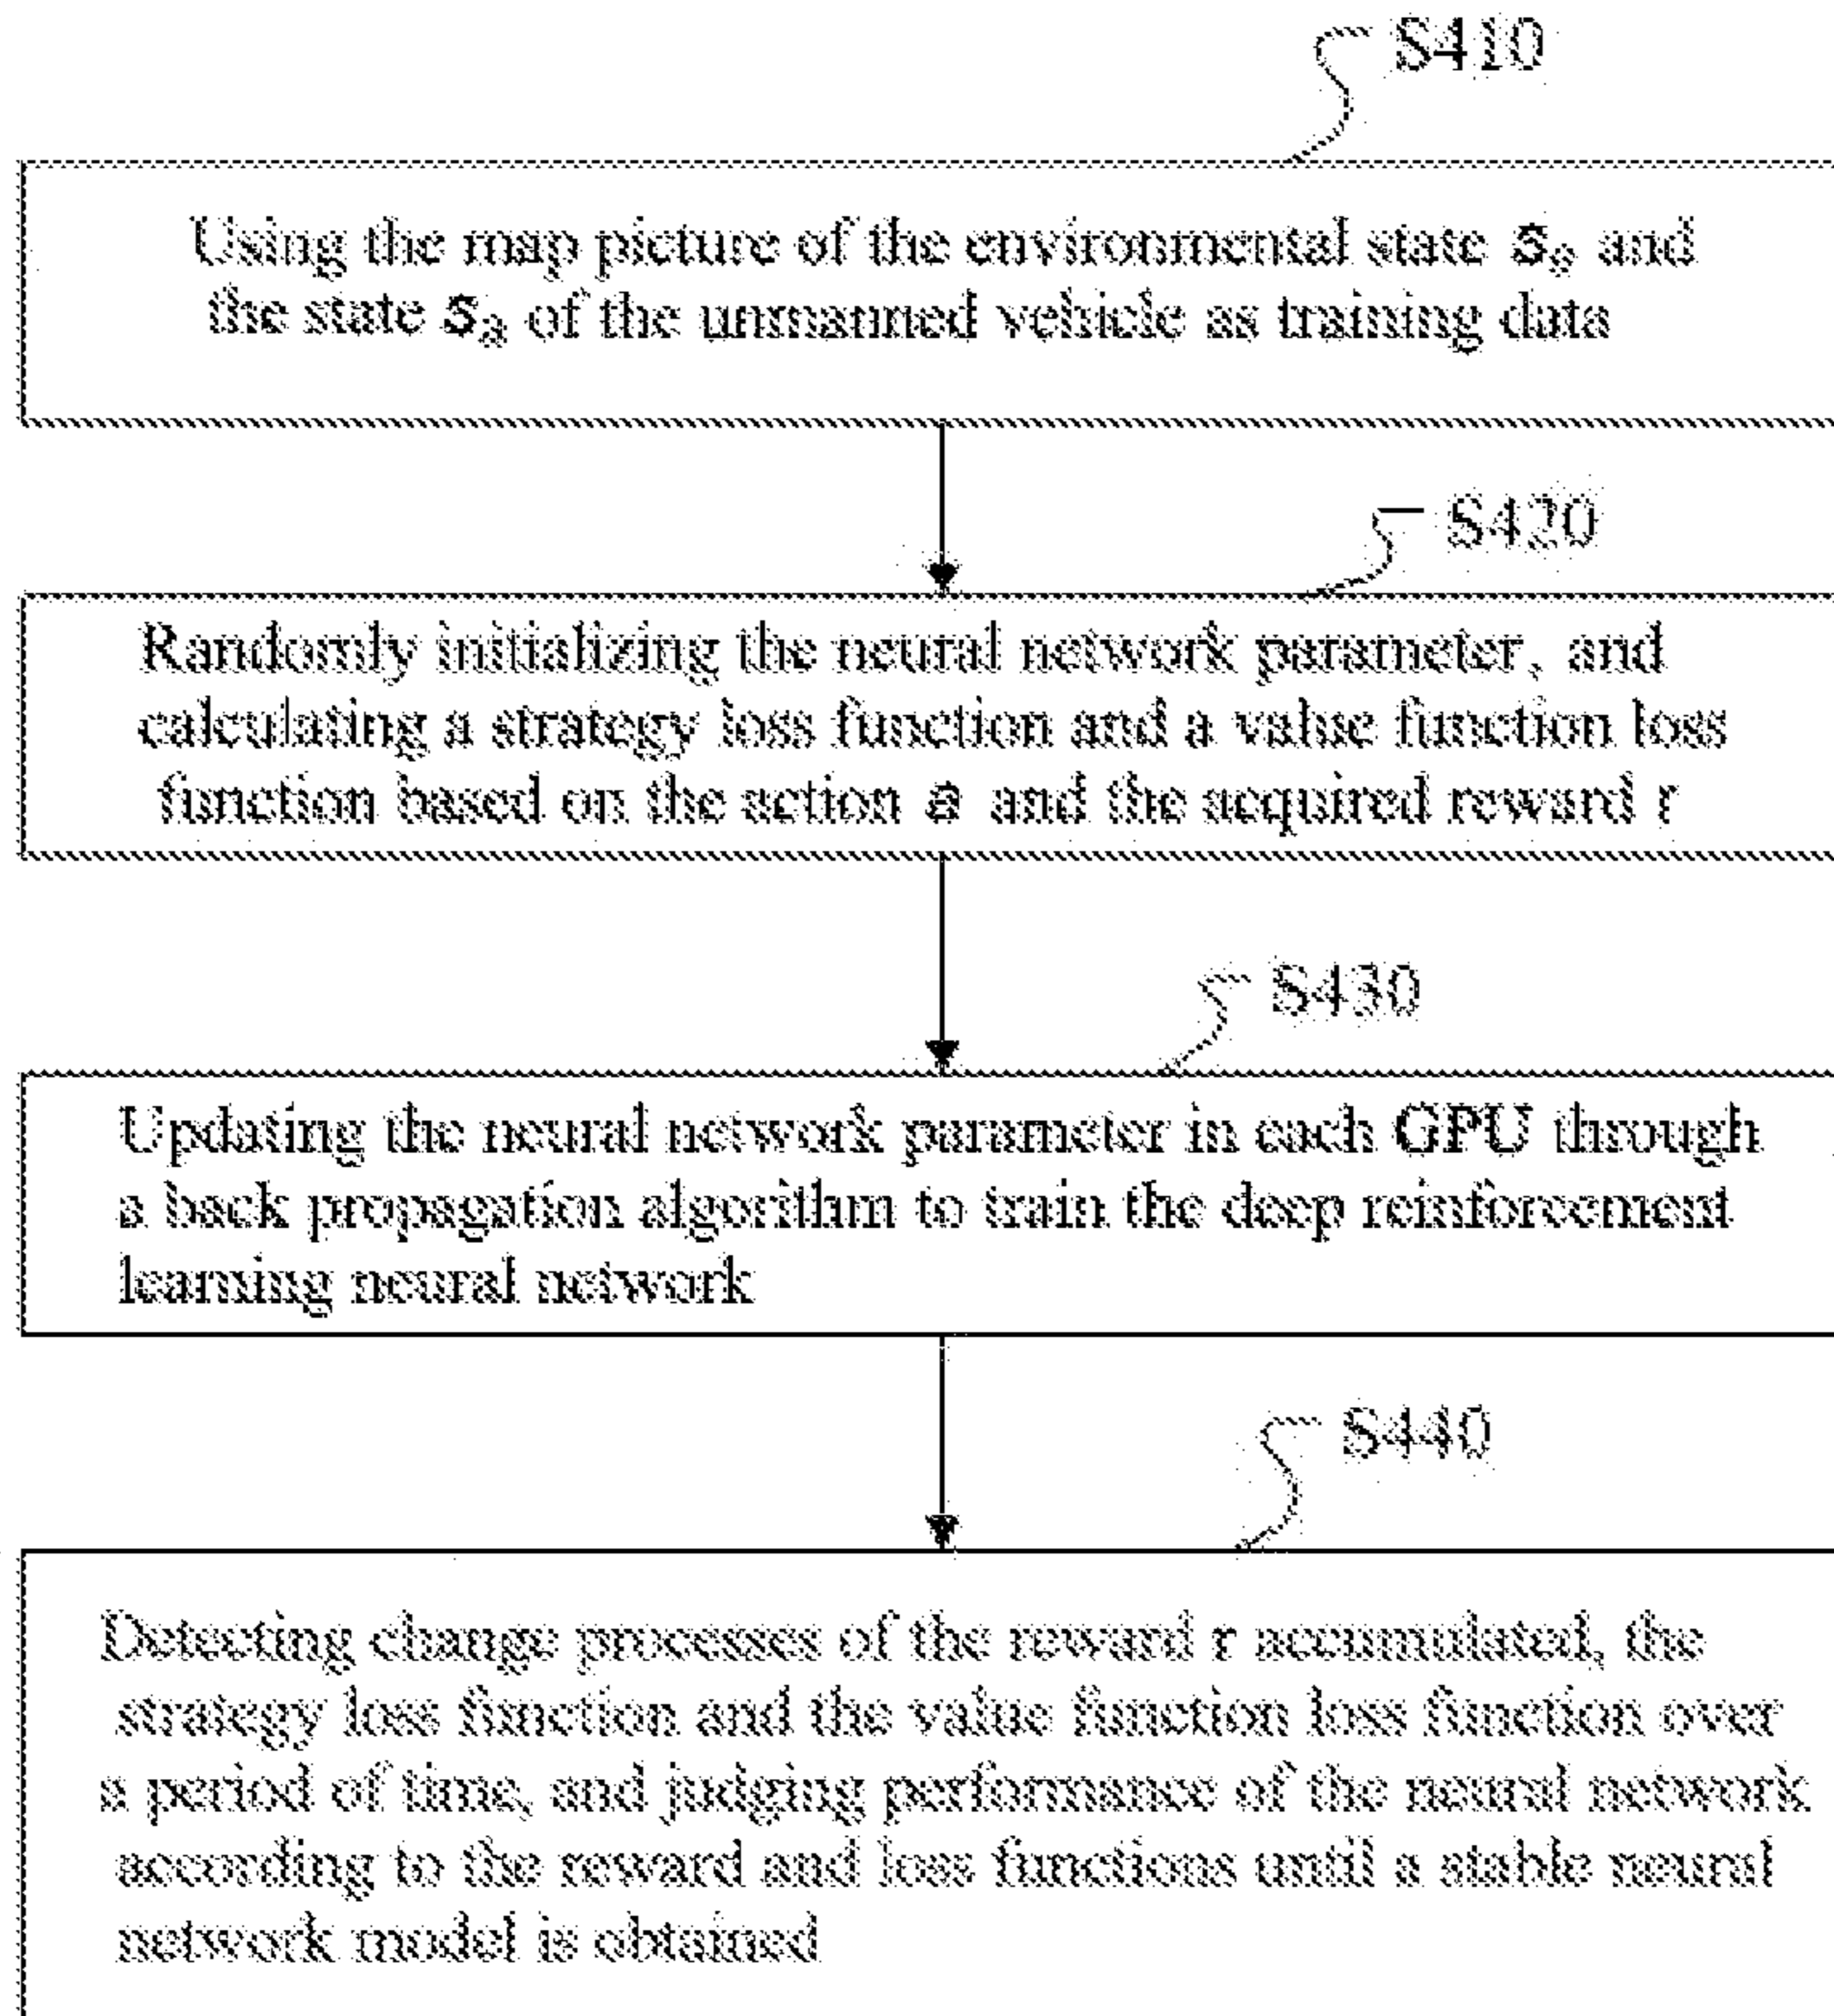 S410
Using the map picture of the environmental state sₑ and
the state sₐ of the unmanned vehicle as training data
S420
Randomly initializing the neural network parameter, and
calculating a strategy loss function and a value function loss
function based on the action a and the acquired reward r
S430
Updating the neural network parameter in each GPU through
a back propagation algorithm to train the deep reinforcement
learning neural network
S440
Detecting change processes of the reward r accumulated, the
strategy loss function and the value function loss function over
a period of time, and judging performance of the neural network
according to the reward and loss functions until a stable neural
network model is obtained